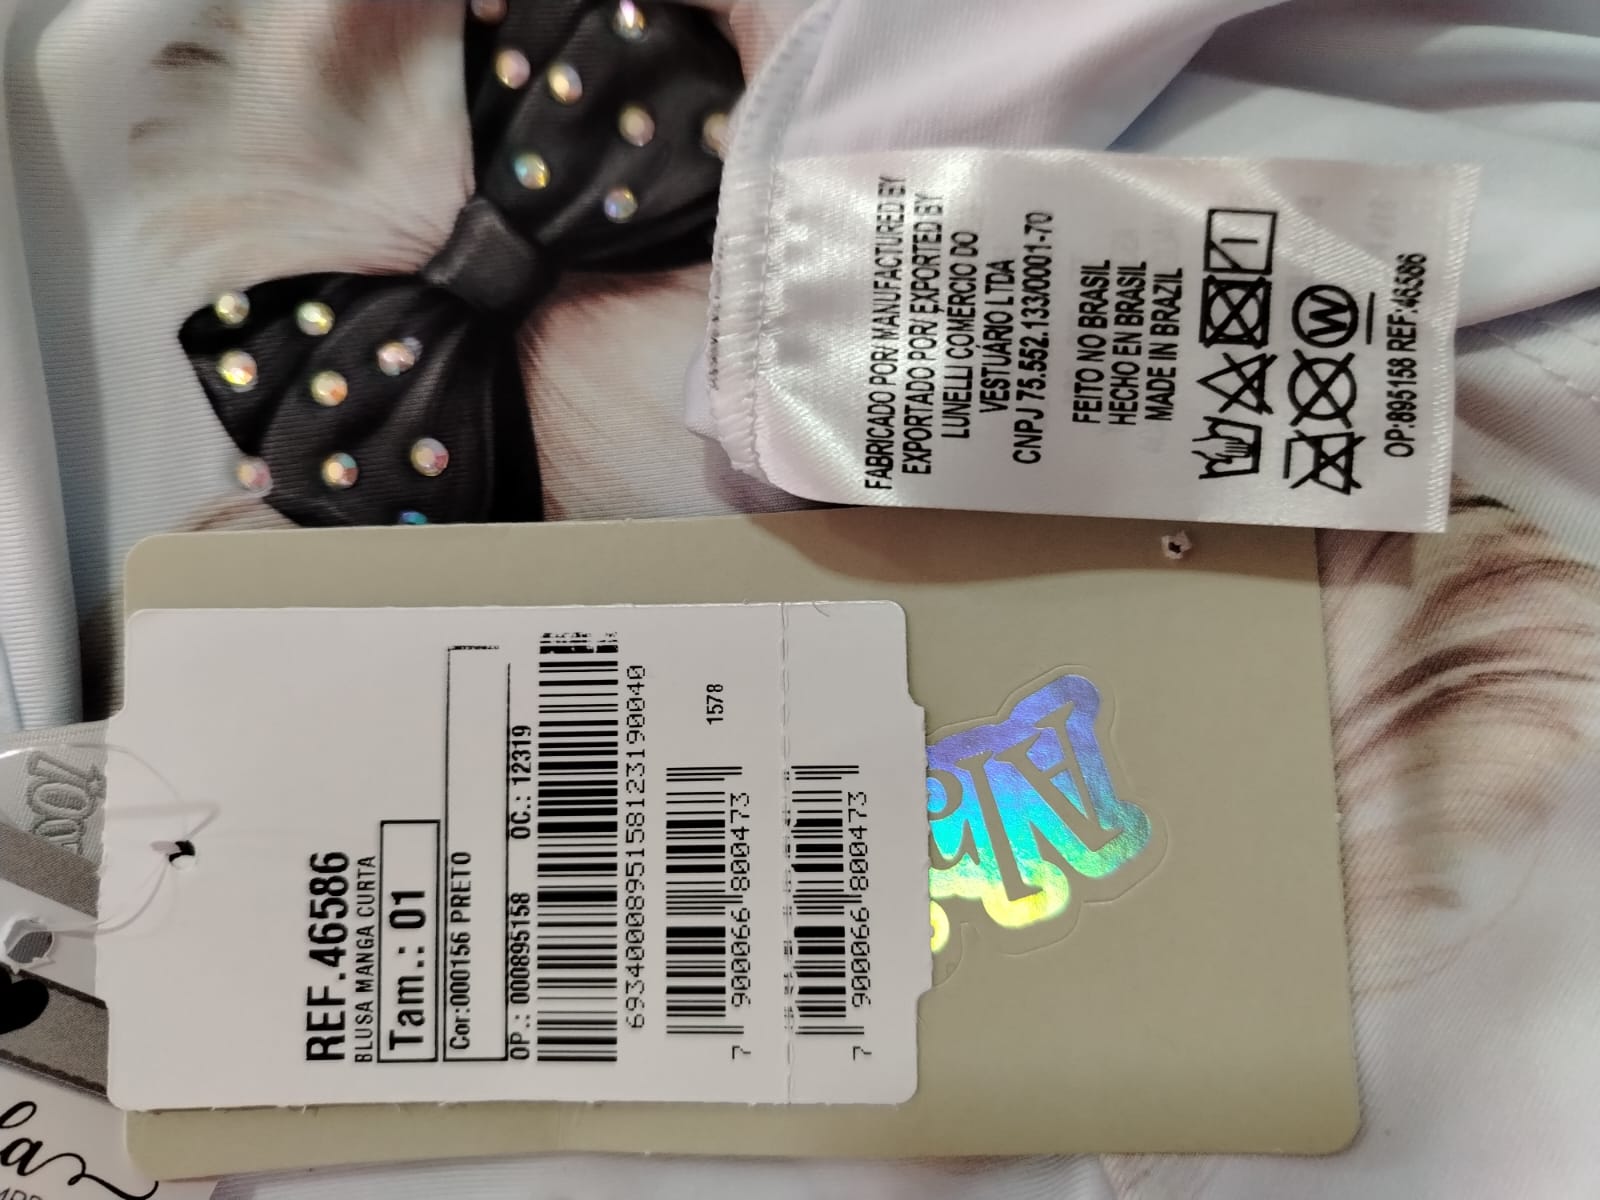 FABRICADO POR/ MANUFACTURED BY
EXPORTADO POR/ EXPORTED BY
LUNELLI COMERCIO DO
VESTUÁRIO LTDA
CNPJ 75.552.133/0001-70
FEITO NO BRASIL
HECHO EN BRASIL
MADE IN BRAZIL
W
OP:895158 REF:46586
REF.46586
BLUSA MANGA CURTA
Tam.: 01
Cor:000156 PRETO
OP.: 000895158 OC.: 12319
6934000895158123190040
1578
7 900066 800473
7 900066 800473